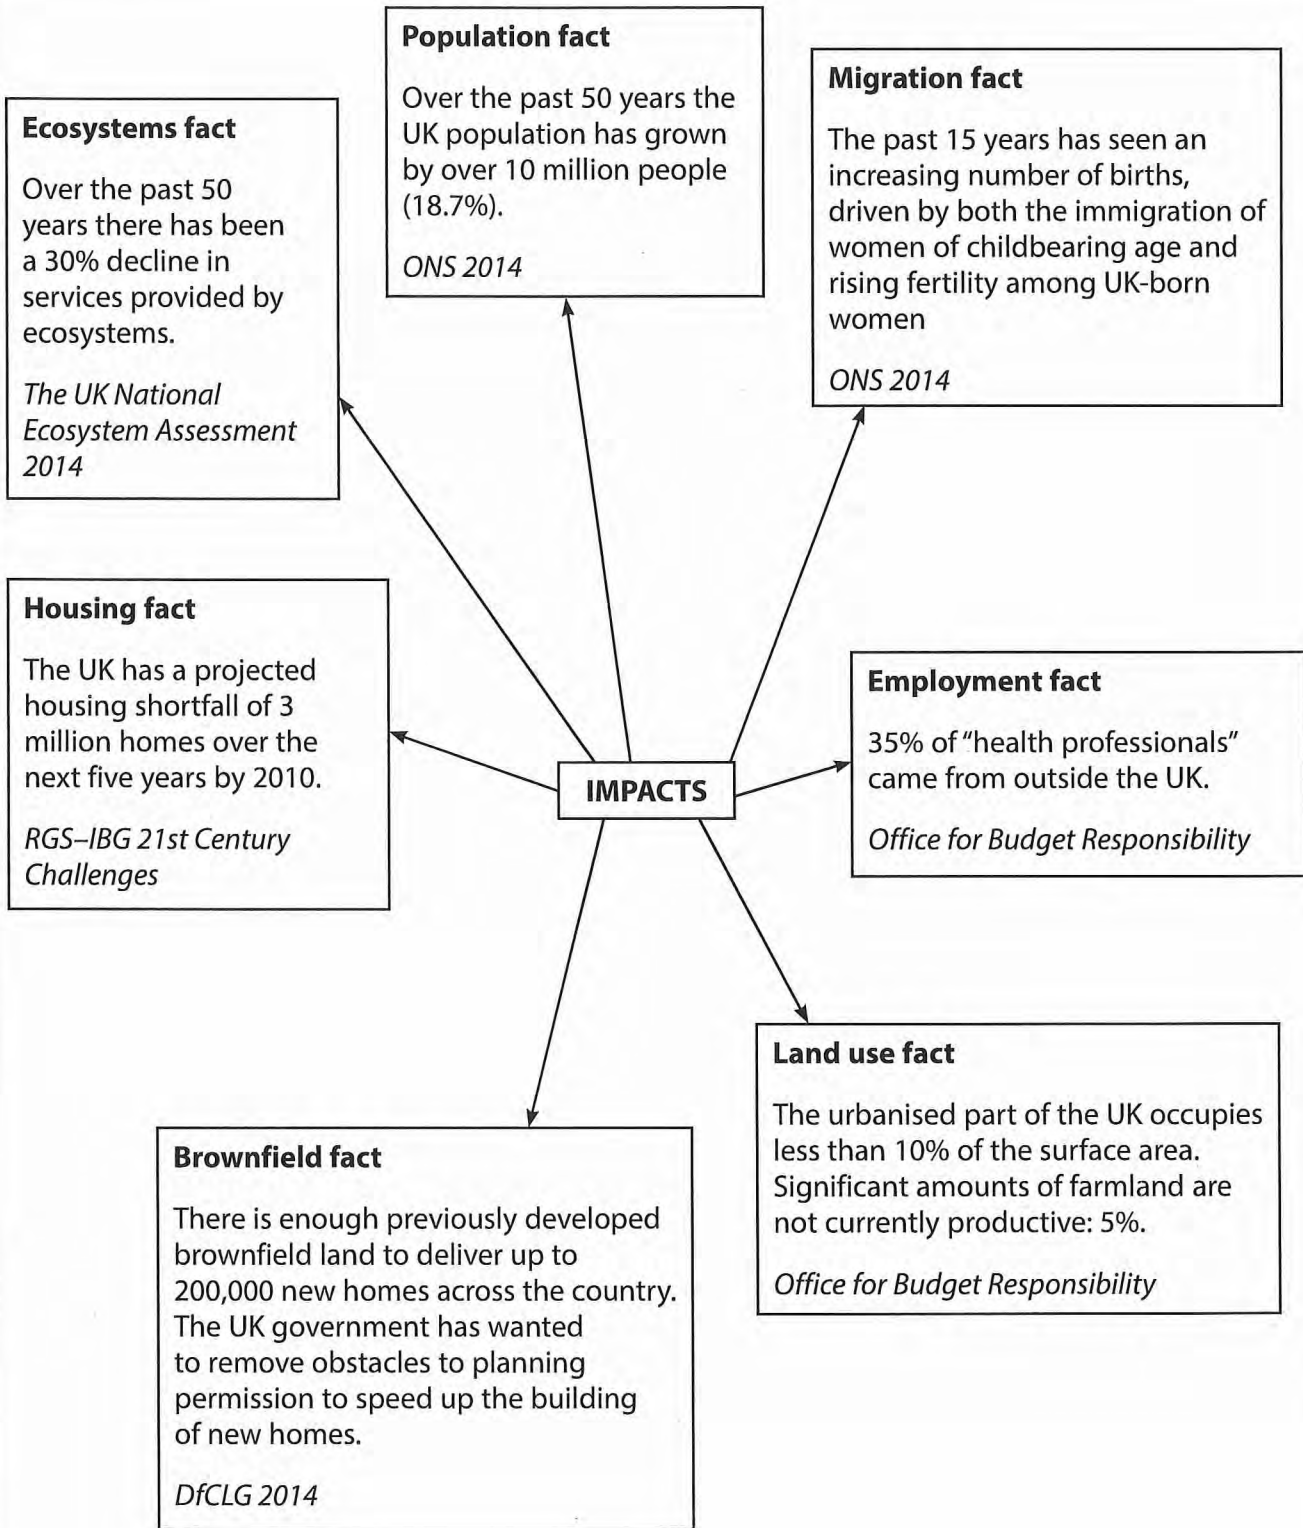 Population fact
Over the past 50 years the
UK population has grown
by over 10 million people
(18.7%).
ONS 2014
Migration fact
The past 15 years has seen an
increasing number of births,
driven by both the immigration of
women of childbearing age and
rising fertility among UK-born
women
ONS 2014
Ecosystems fact
Over the past 50
years there has been
a 30% decline in
services provided by
ecosystems.
The UK National
Ecosystem Assessment
2014
Housing fact
The UK has a projected
housing shortfall of 3
million homes over the
next five years by 2010.
RGS–IBG 21st Century
Challenges
IMPACTS
Employment fact
35% of “health professionals”
came from outside the UK.
Office for Budget Responsibility
Land use fact
The urbanised part of the UK occupies
less than 10% of the surface area.
Significant amounts of farmland are
not currently productive: 5%.
Office for Budget Responsibility
Brownfield fact
There is enough previously developed
brownfield land to deliver up to
200,000 new homes across the country.
The UK government has wanted
to remove obstacles to planning
permission to speed up the building
of new homes.
DfCLG 2014